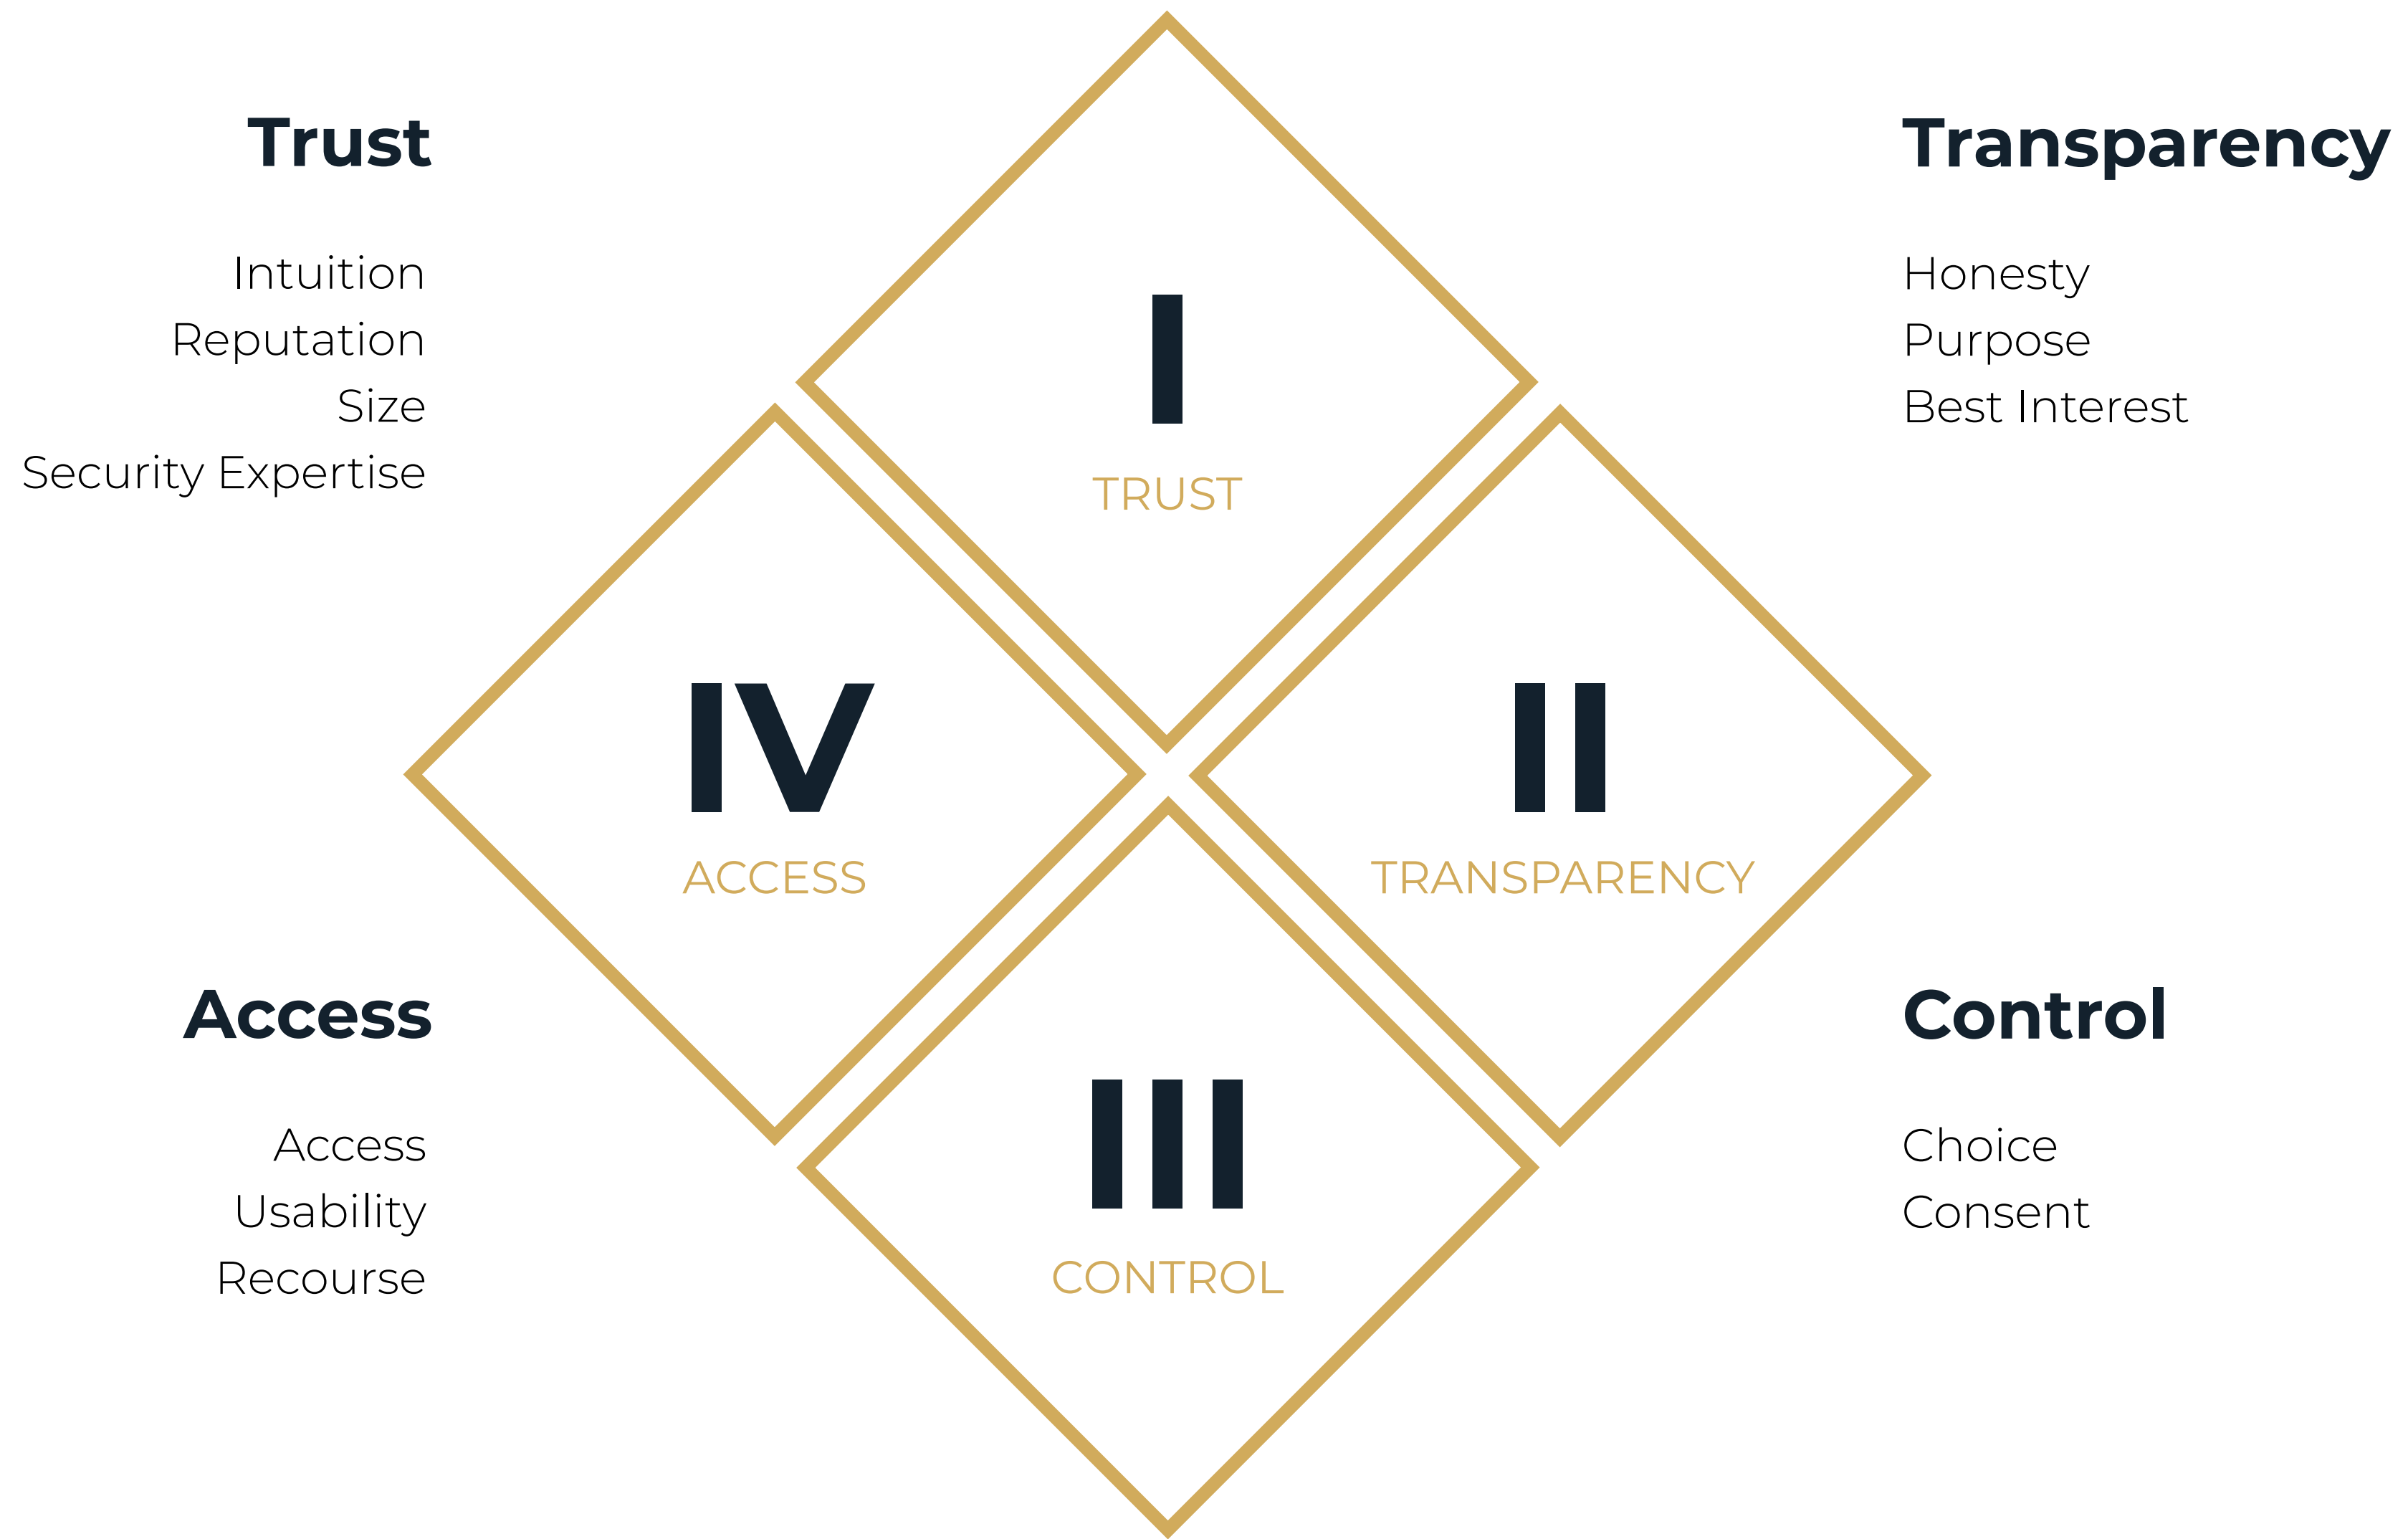 Trust
Intuition
Reputation
Size
Security Expertise
Transparency
Honesty
Purpose
Best Interest
I
TRUST
IV
ACCESS
II
TRANSPARENCY
III
CONTROL
Access
Access
Usability
Recourse
Control
Choice
Consent